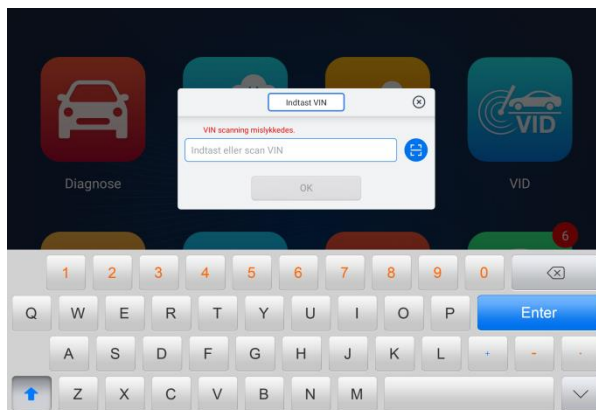 Indtast VIN
VIN scanning mislykkedes.
Indtast eller scan VIN
OK
VID
Diagnose
VID
6
1 2 3 4 5 6 7 8 9 0
Q W E R T Y U I O P Enter
A S D F G H J K L + - .
Z X C V B N M